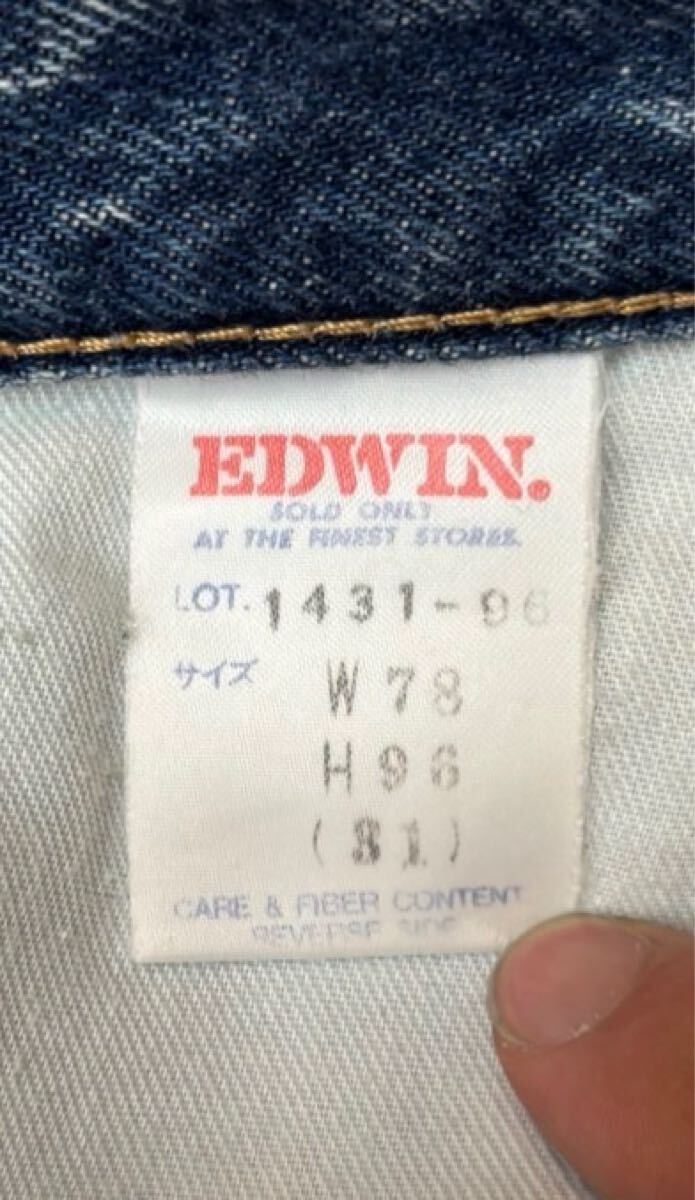 EDWIN.
SOLD ONLY
AT THE FINEST STORES.
LOT. 1431-96
サイズ W78
H96
(31)
CARE & FIBER CONTENT
REVERSE SIDE